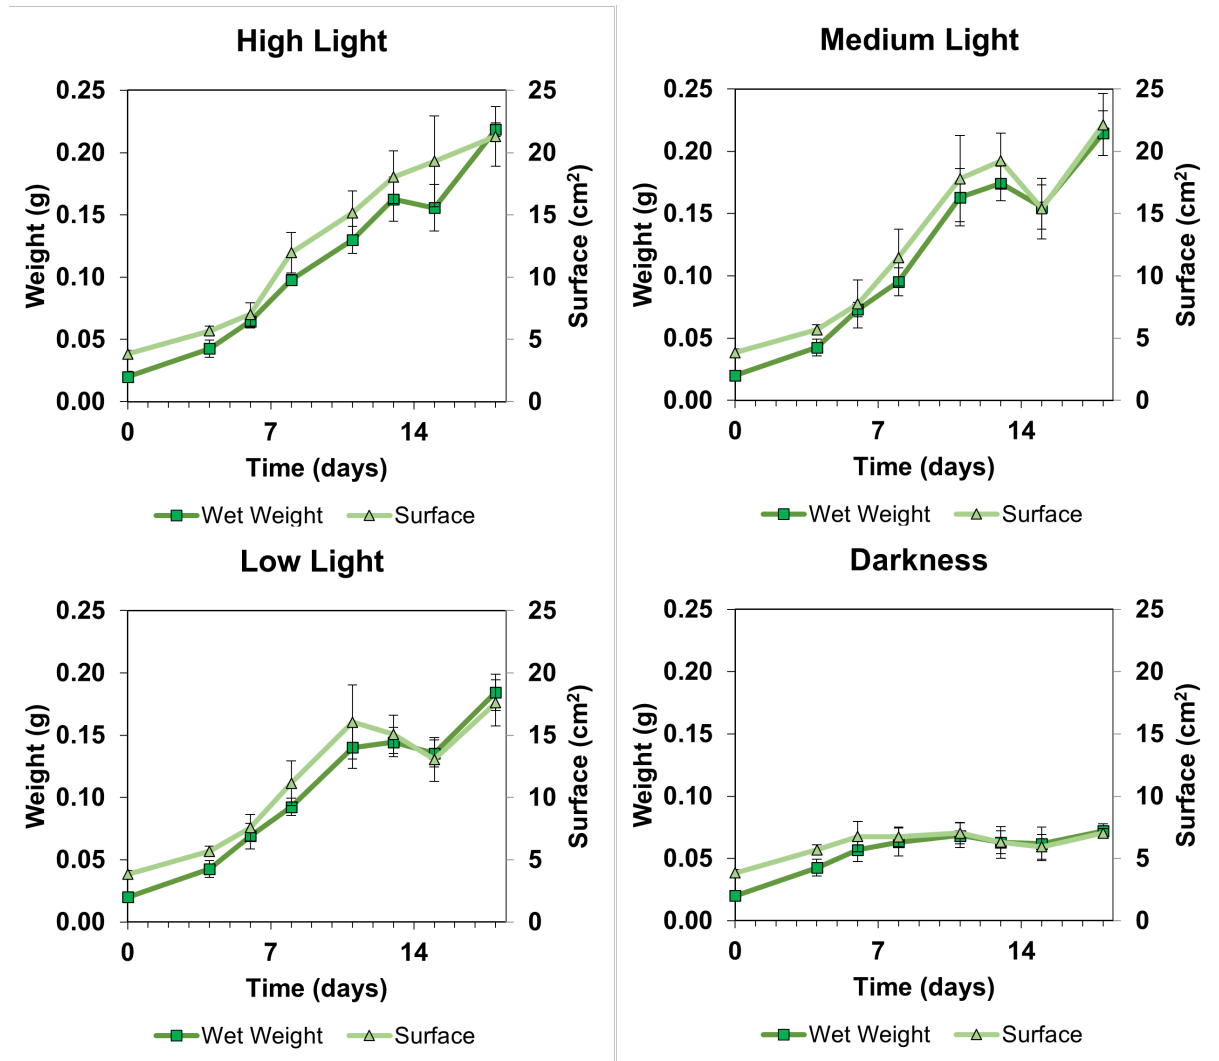 High Light
0.25
0.20
0.15
0.10
0.05
0.00
Weight (g)
25
20
15
10
5
0
Surface (cm²)
0
7
14
Time (days)
Wet Weight
Surface
Medium Light
0.25
0.20
0.15
0.10
0.05
0.00
Weight (g)
25
20
15
10
5
0
Surface (cm²)
0
7
14
Time (days)
Wet Weight
Surface
Low Light
0.25
0.20
0.15
0.10
0.05
0.00
Weight (g)
25
20
15
10
5
0
Surface (cm²)
0
7
14
Time (days)
Wet Weight
Surface
Darkness
0.25
0.20
0.15
0.10
0.05
0.00
Weight (g)
25
20
15
10
5
0
Surface (cm²)
0
7
14
Time (days)
Wet Weight
Surface